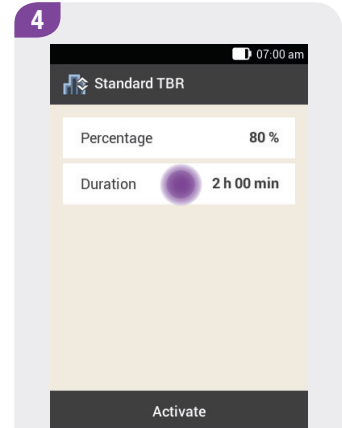 4
07:00 am
Standard TBR
Percentage 80 %
Duration 2 h 00 min
Activate